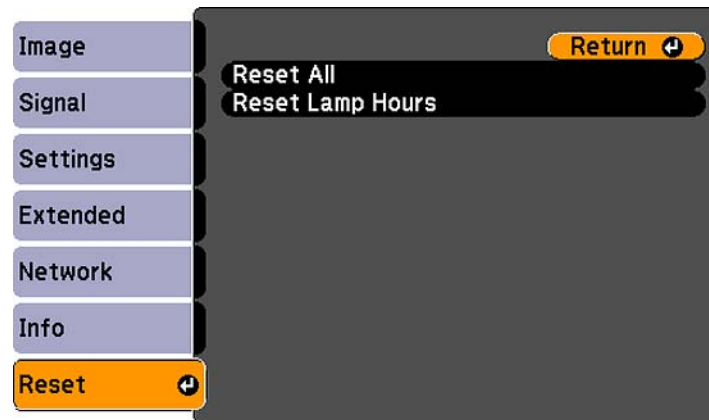 Image
Signal
Settings
Extended
Network
Info
Reset
Return
Reset All
Reset Lamp Hours